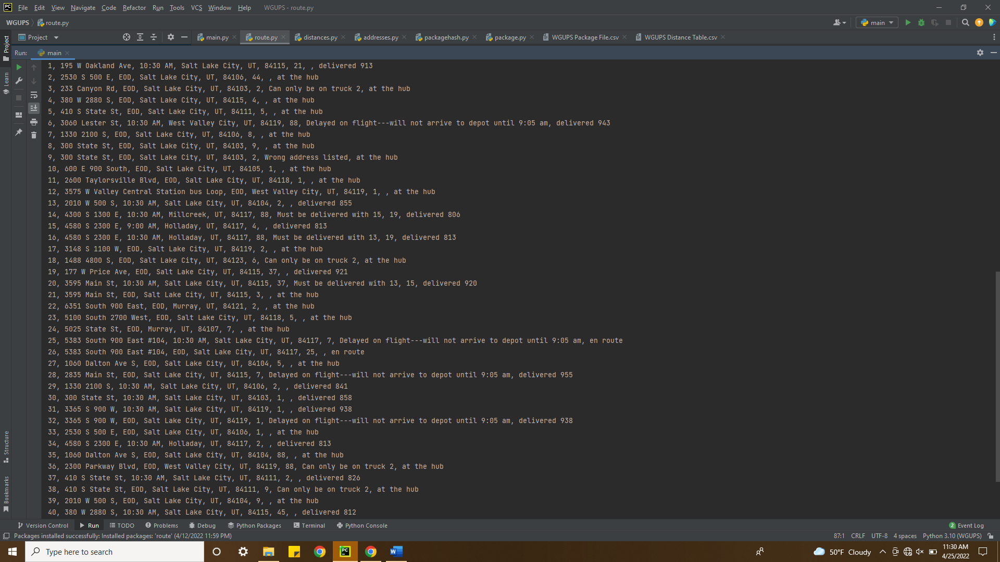 File Edit View Navigate Code Refactor Run Tools VCS Window Help WGUPS - route.py
WGUPS route.py main
Project main.py route.py distances.py addresses.py packagehash.py package.py WGUPS Package File.csv WGUPS Distance Table.csv
Run: main
1, 195 W Oakland Ave, 10:30 AM, Salt Lake City, UT, 84115, 21, , delivered 913
2, 2530 S 500 E, EOD, Salt Lake City, UT, 84106, 44, , at the hub
3, 233 Canyon Rd, EOD, Salt Lake City, UT, 84103, 2, Can only be on truck 2, at the hub
4, 380 W 2880 S, EOD, Salt Lake City, UT, 84115, 4, , at the hub
5, 410 S State St, EOD, Salt Lake City, UT, 84111, 5, , at the hub
6, 3060 Lester St, 10:30 AM, West Valley City, UT, 84119, 88, Delayed on flight---will not arrive to depot until 9:05 am, delivered 943
7, 1330 2100 S, EOD, Salt Lake City, UT, 84106, 8, , at the hub
8, 300 State St, EOD, Salt Lake City, UT, 84103, 9, , at the hub
9, 300 State St, EOD, Salt Lake City, UT, 84103, 2, Wrong address listed, at the hub
10, 600 E 900 South, EOD, Salt Lake City, UT, 84105, 1, , at the hub
11, 2600 Taylorsville Blvd, EOD, Salt Lake City, UT, 84118, 1, , at the hub
12, 3575 W Valley Central Station bus Loop, EOD, West Valley City, UT, 84119, 1, , at the hub
13, 2010 W 500 S, 10:30 AM, Salt Lake City, UT, 84104, 2, , delivered 855
14, 4300 S 1300 E, 10:30 AM, Millcreek, UT, 84117, 88, Must be delivered with 15, 19, delivered 806
15, 4580 S 2300 E, 9:00 AM, Holladay, UT, 84117, 4, , delivered 813
16, 4580 S 2300 E, 10:30 AM, Holladay, UT, 84117, 88, Must be delivered with 13, 19, delivered 813
17, 3148 S 1100 W, EOD, Salt Lake City, UT, 84119, 2, , at the hub
18, 1488 4800 S, EOD, Salt Lake City, UT, 84123, 6, Can only be on truck 2, at the hub
19, 177 W Price Ave, EOD, Salt Lake City, UT, 84115, 37, , delivered 921
20, 3595 Main St, 10:30 AM, Salt Lake City, UT, 84115, 37, Must be delivered with 13, 15, delivered 920
21, 3595 Main St, EOD, Salt Lake City, UT, 84115, 3, , at the hub
22, 6351 South 900 East, EOD, Murray, UT, 84121, 2, , at the hub
23, 5100 South 2700 West, EOD, Salt Lake City, UT, 84118, 5, , at the hub
24, 5025 State St, EOD, Murray, UT, 84107, 7, , at the hub
25, 5383 South 900 East #104, 10:30 AM, Salt Lake City, UT, 84117, 7, Delayed on flight---will not arrive to depot until 9:05 am, en route
26, 5383 South 900 East #104, EOD, Salt Lake City, UT, 84117, 25, , en route
27, 1060 Dalton Ave S, EOD, Salt Lake City, UT, 84104, 5, , at the hub
28, 2835 Main St, EOD, Salt Lake City, UT, 84115, 7, Delayed on flight---will not arrive to depot until 9:05 am, delivered 955
29, 1330 2100 S, 10:30 AM, Salt Lake City, UT, 84106, 2, , delivered 841
30, 300 State St, 10:30 AM, Salt Lake City, UT, 84103, 1, , delivered 858
31, 3365 S 900 W, 10:30 AM, Salt Lake City, UT, 84119, 1, , delivered 938
32, 3365 S 900 W, EOD, Salt Lake City, UT, 84119, 1, Delayed on flight---will not arrive to depot until 9:05 am, delivered 938
33, 2530 S 500 E, EOD, Salt Lake City, UT, 84106, 1, , at the hub
34, 4580 S 2300 E, 10:30 AM, Holladay, UT, 84117, 2, , delivered 813
35, 1060 Dalton Ave S, EOD, Salt Lake City, UT, 84104, 88, , at the hub
36, 2300 Parkway Blvd, EOD, West Valley City, UT, 84119, 88, Can only be on truck 2, at the hub
37, 410 S State St, 10:30 AM, Salt Lake City, UT, 84111, 2, , delivered 826
38, 410 S State St, EOD, Salt Lake City, UT, 84111, 9, Can only be on truck 2, at the hub
39, 2010 W 500 S, EOD, Salt Lake City, UT, 84104, 9, , at the hub
40, 380 W 2880 S, 10:30 AM, Salt Lake City, UT, 84115, 45, , delivered 812
Project
Learn
Structure
Bookmarks
Version Control Run TODO Problems Debug Python Packages Terminal Python Console 2 Event Log
Packages installed successfully: Installed packages: 'route' (4/12/2022 11:59 PM) 87:1 CRLF UTF-8 4 spaces Python 3.10 (WGUPS)
Type here to search 50°F Cloudy 11:30 AM
4/25/2022